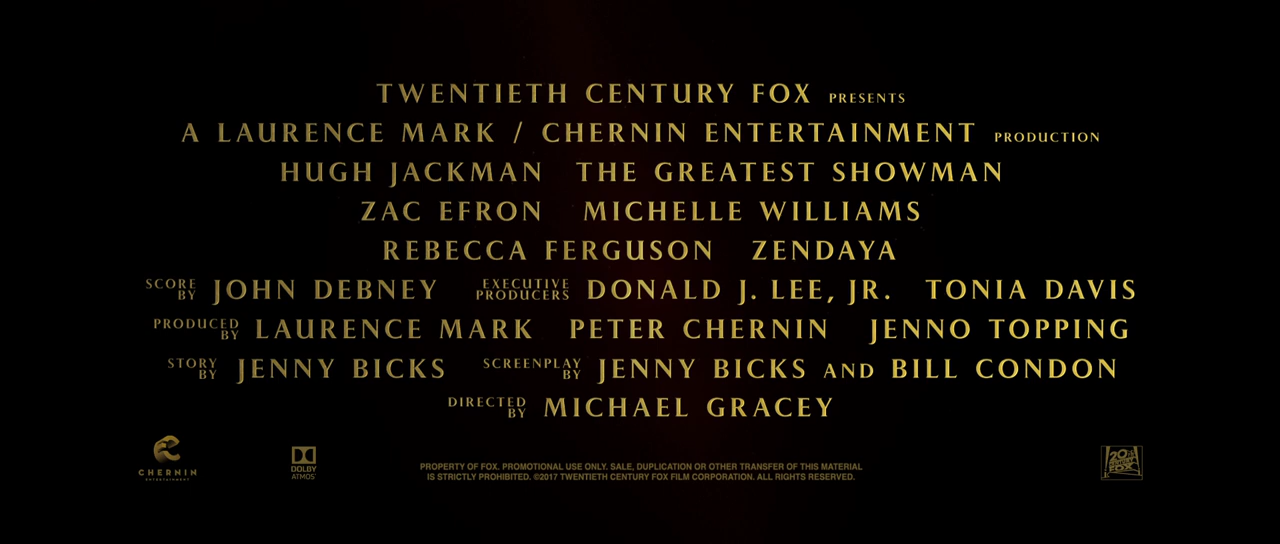 TWENTIETH CENTURY FOX PRESENTS
A LAURENCE MARK / CHERNIN ENTERTAINMENT PRODUCTION
HUGH JACKMAN THE GREATEST SHOWMAN
ZAC EFRON MICHELLE WILLIAMS
REBECCA FERGUSON ZENDAYA
SCORE BY JOHN DEBNEY EXECUTIVE PRODUCERS DONALD J. LEE, JR. TONIA DAVIS
PRODUCED BY LAURENCE MARK PETER CHERNIN JENNO TOPPING
STORY BY JENNY BICKS SCREENPLAY BY JENNY BICKS AND BILL CONDON
DIRECTED BY MICHAEL GRACEY
CHERNIN
ENTERTAINMENT
DOLBY
ATMOS
PROPERTY OF FOX. PROMOTIONAL USE ONLY. SALE, DUPLICATION OR OTHER TRANSFER OF THIS MATERIAL
IS STRICTLY PROHIBITED. ©2017 TWENTIETH CENTURY FOX FILM CORPORATION. ALL RIGHTS RESERVED.
20th
CENTURY
FOX